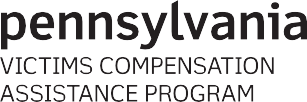 pennsylvania
VICTIMS COMPENSATION
ASSISTANCE PROGRAM